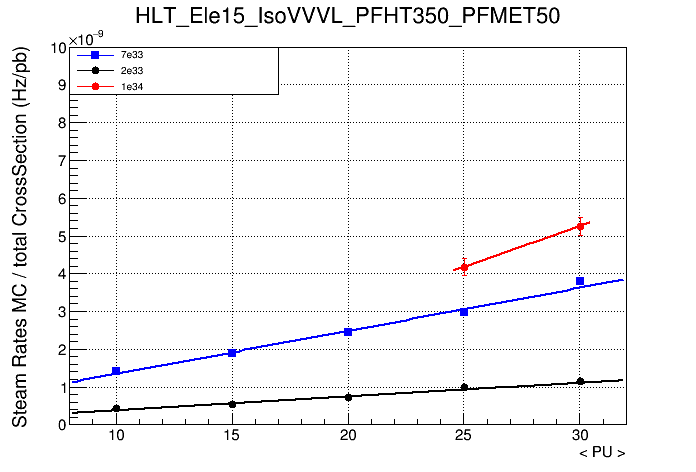 HLT_Ele15_IsoVVVL_PFHT350_PFMET50
×10⁻⁹
Steam Rates MC / total CrossSection (Hz/pb)
10
9
8
7
6
5
4
3
2
1
0
7e33
2e33
1e34
10 15 20 25 30
< PU >